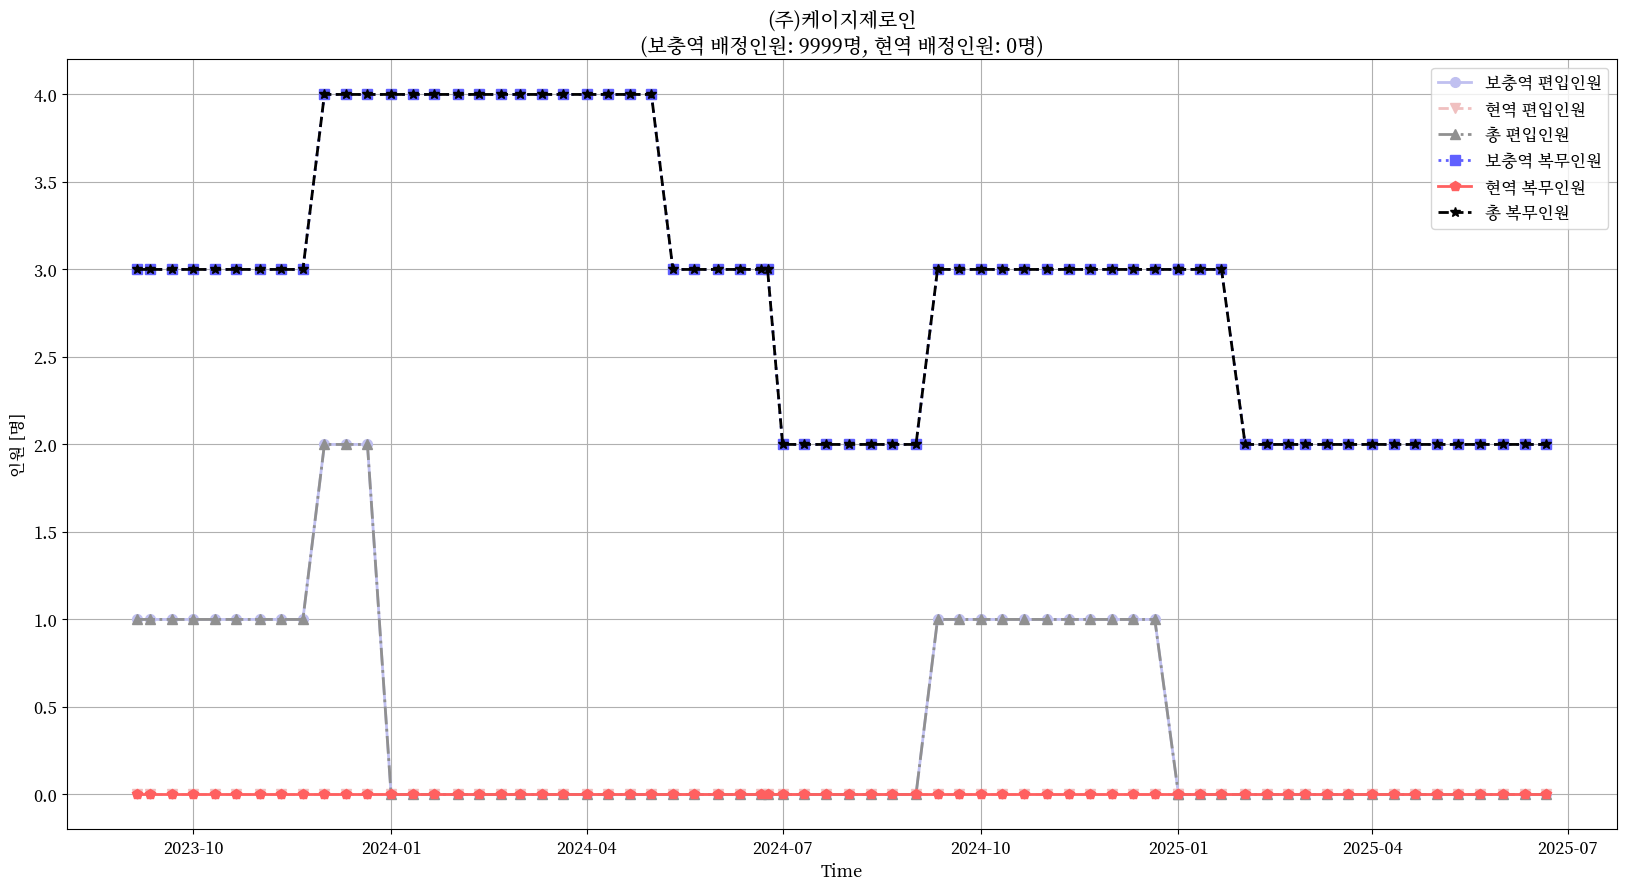 (주)케이지제로인
(보충역 배정인원: 9999명, 현역 배정인원: 0명)
보충역 편입인원
현역 편입인원
총 편입인원
보충역 복무인원
현역 복무인원
총 복무인원
인원 [명]
4.0
3.5
3.0
2.5
2.0
1.5
1.0
0.5
0.0
2023-10
2024-01
2024-04
2024-07
2024-10
2025-01
2025-04
2025-07
Time